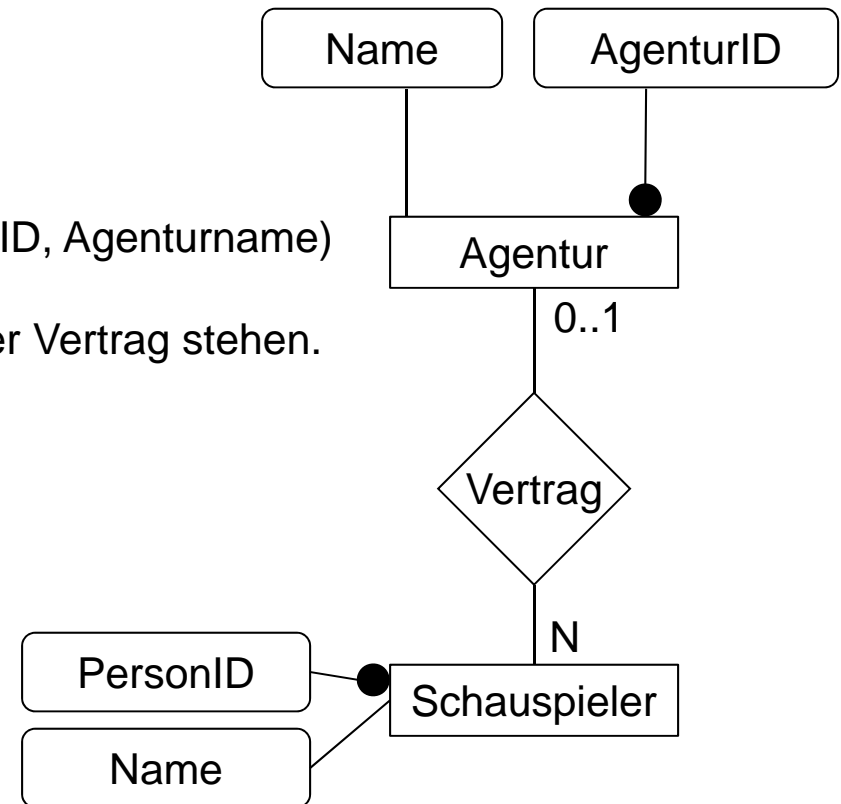 Name
AgenturID
ID, Agenturname)
Agentur
0..1
er Vertrag stehen.
Vertrag
N
PersonID
Schauspieler
Name